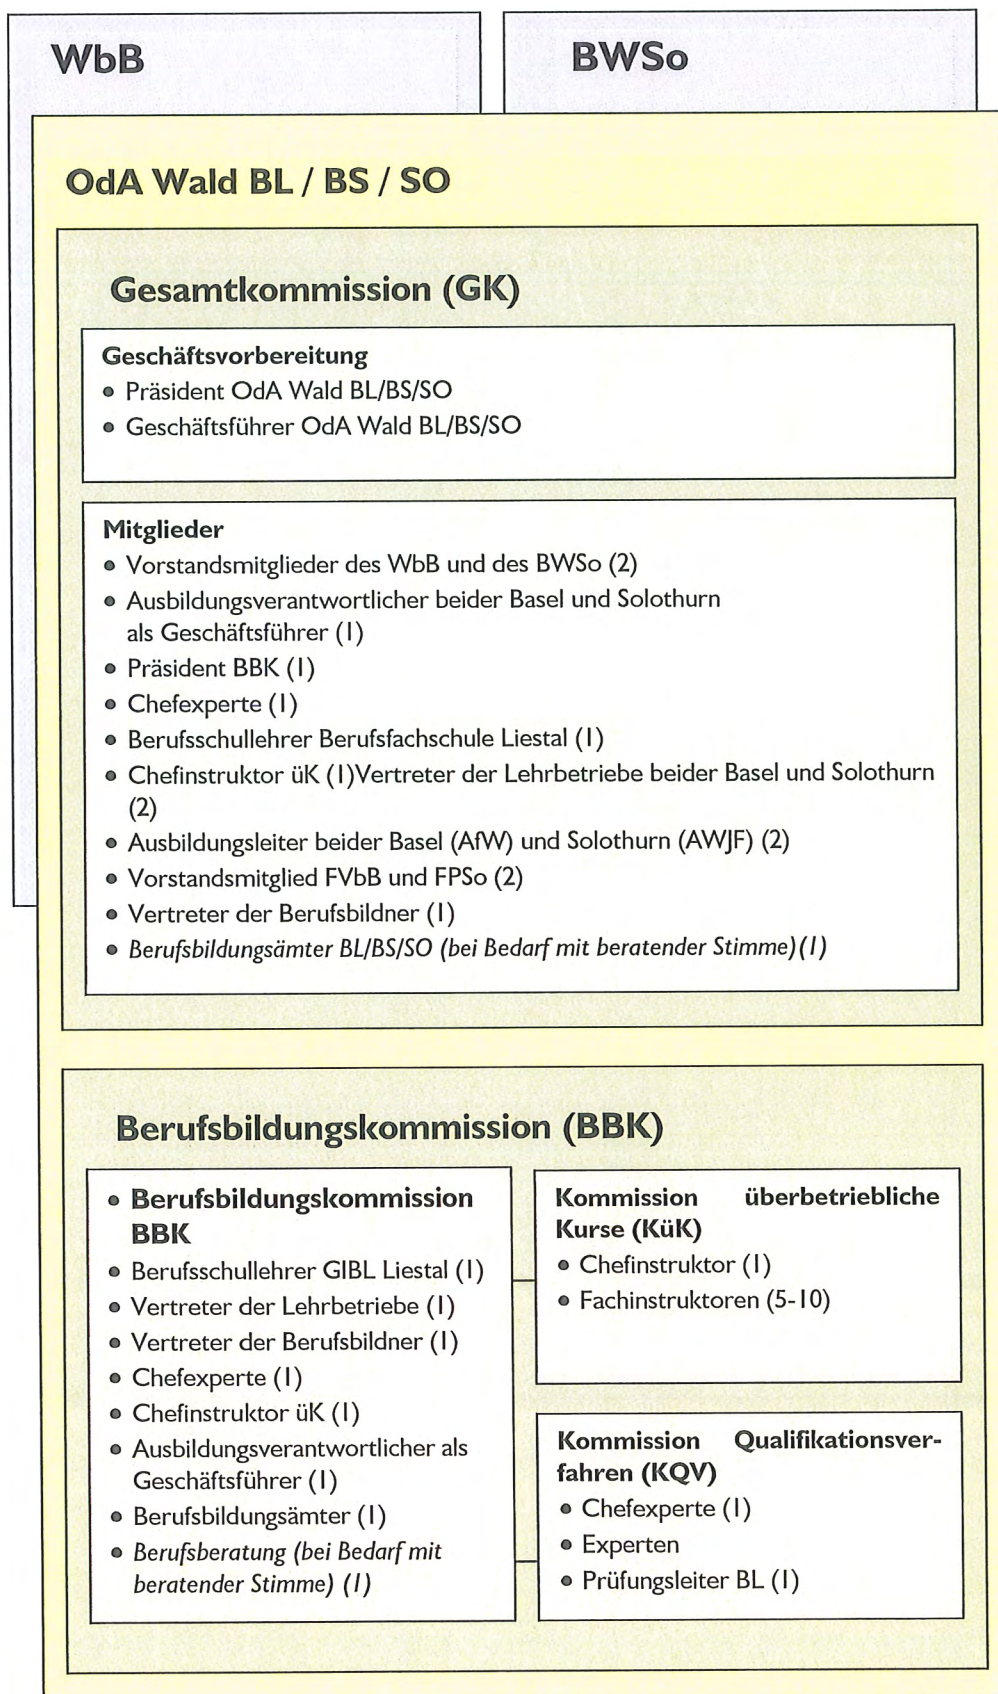 WbB
BWSo
OdA Wald BL / BS / SO
Gesamtkommission (GK)
Geschäftsvorbereitung
• Präsident OdA Wald BL/BS/SO
• Geschäftsführer OdA Wald BL/BS/SO
Mitglieder
• Vorstandsmitglieder des WbB und des BWSo (2)
• Ausbildungsverantwortlicher beider Basel und Solothurn
als Geschäftsführer (1)
• Präsident BBK (1)
• Chefexperte (1)
• Berufsschullehrer Berufsfachschule Liestal (1)
• Chefinstruktor üK (1)Vertreter der Lehrbetriebe beider Basel und Solothurn
(2)
• Ausbildungsleiter beider Basel (AfW) und Solothurn (AWJF) (2)
• Vorstandsmitglied FVbB und FPSo (2)
• Vertreter der Berufsbildner (1)
• Berufsbildungsämter BL/BS/SO (bei Bedarf mit beratender Stimme)(1)
Berufsbildungskommission (BBK)
• Berufsbildungskommission
BBK
• Berufsschullehrer GIBL Liestal (1)
• Vertreter der Lehrbetriebe (1)
• Vertreter der Berufsbildner (1)
• Chefexperte (1)
• Chefinstruktor üK (1)
• Ausbildungsverantwortlicher als
Geschäftsführer (1)
• Berufsbildungsämter (1)
• Berufsberatung (bei Bedarf mit
beratender Stimme) (1)
Kommission überbetriebliche
Kurse (KüK)
• Chefinstruktor (1)
• Fachinstruktoren (5-10)
Kommission Qualifikationsver-
fahren (KQV)
• Chefexperte (1)
• Experten
• Prüfungsleiter BL (1)